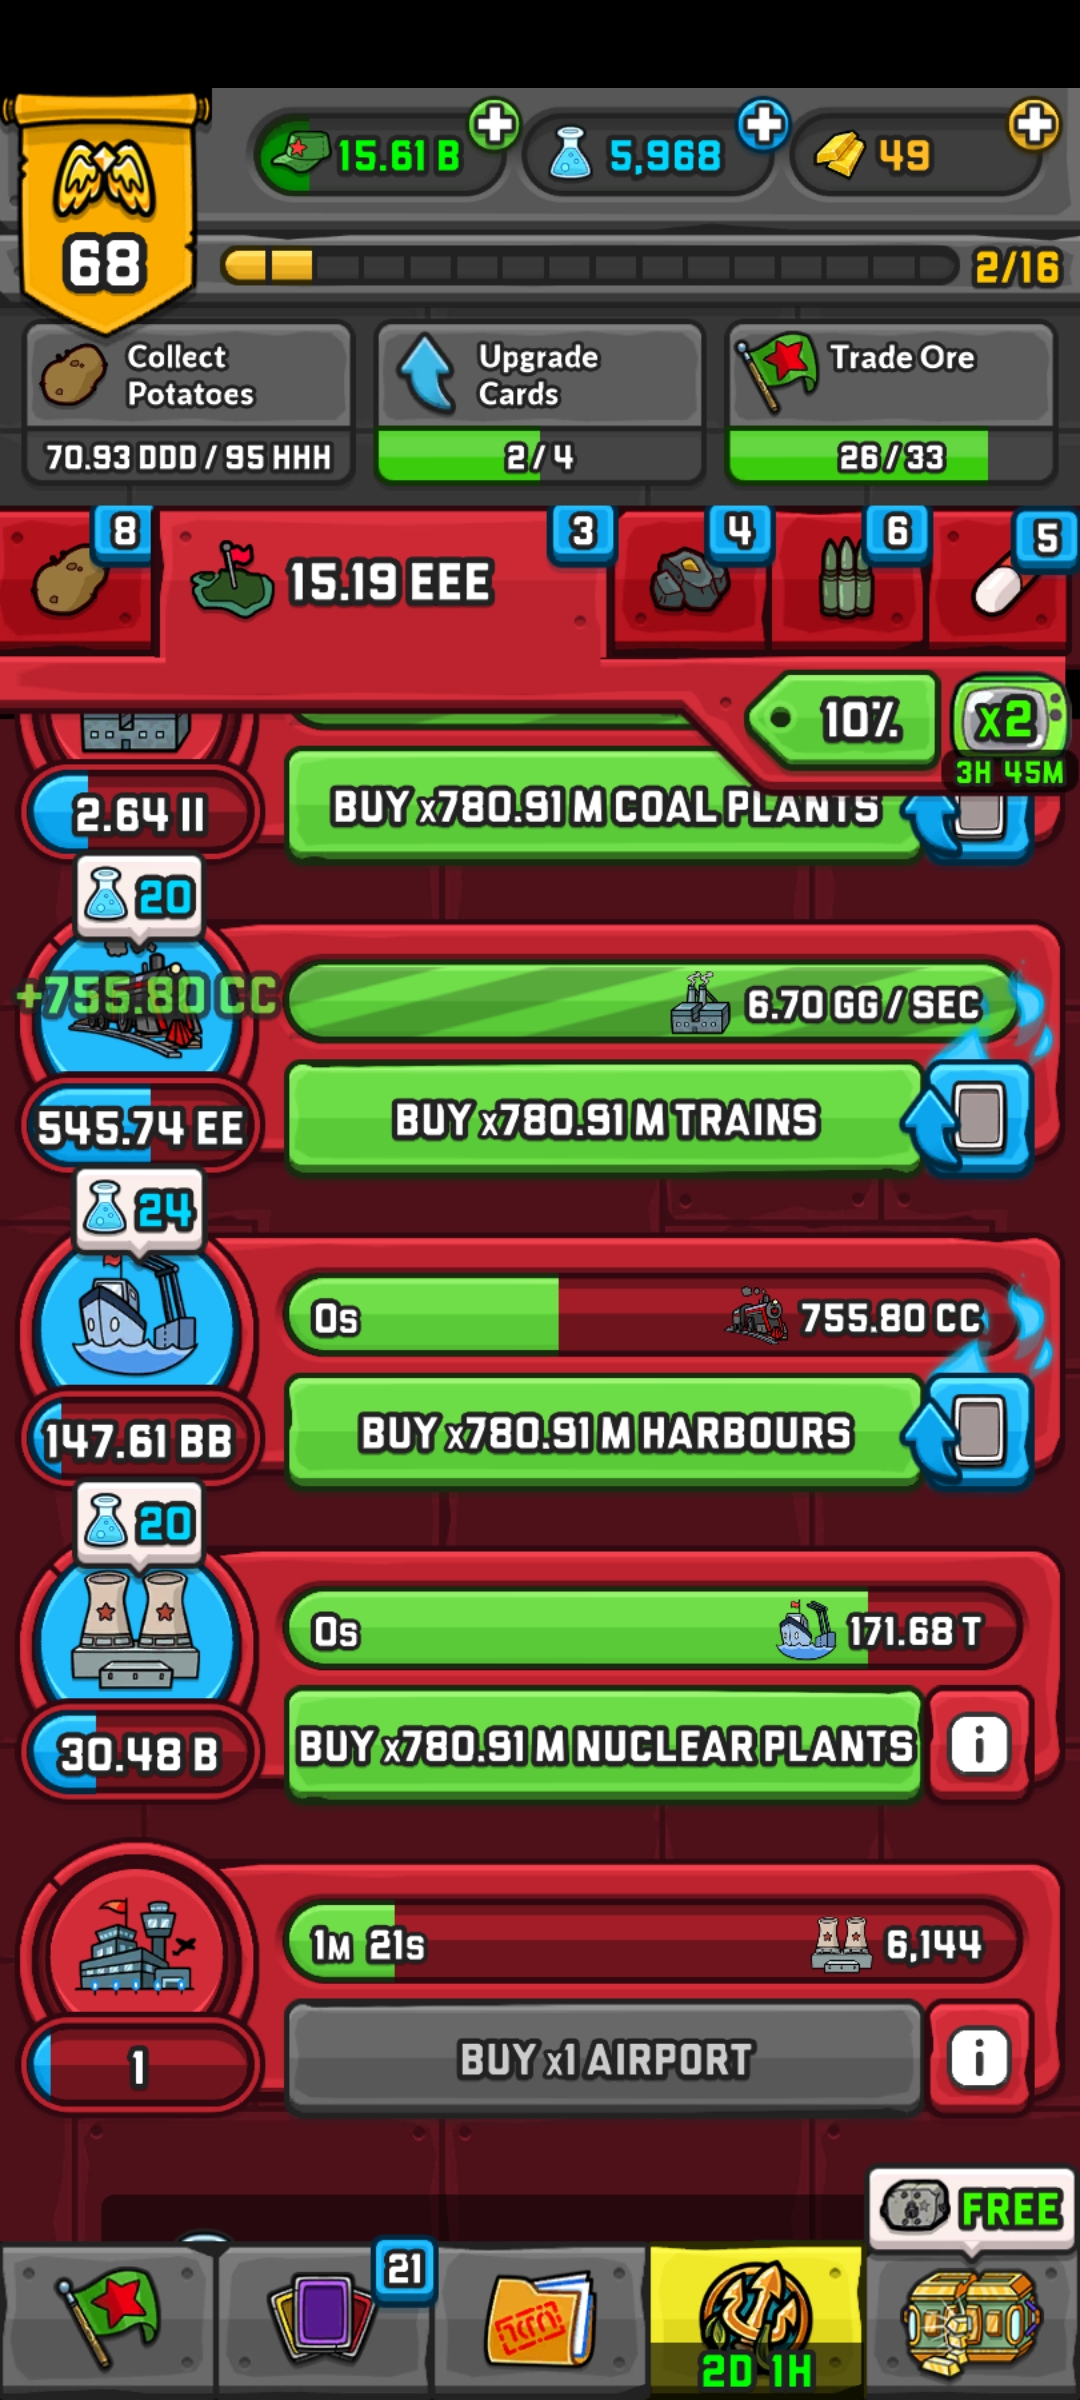 15.61 B
5,968
49
68
2/16
Collect
Potatoes
70.93 DDD / 95 HHH
Upgrade
Cards
2/4
Trade Ore
26/33
8
15.19 EEE
3
4
6
5
10%
x2
3H 45M
2.64 II
BUY x780.91 M COAL PLANTS
20
+755.80 CC
6.70 GG / SEC
545.74 EE
BUY x780.91 M TRAINS
24
0s
755.80 CC
147.61 BB
BUY x780.91 M HARBOURS
20
0s
171.68 T
30.48 B
BUY x780.91 M NUCLEAR PLANTS
i
1M 21s
6,144
1
BUY x1 AIRPORT
i
FREE
21
2D 1H